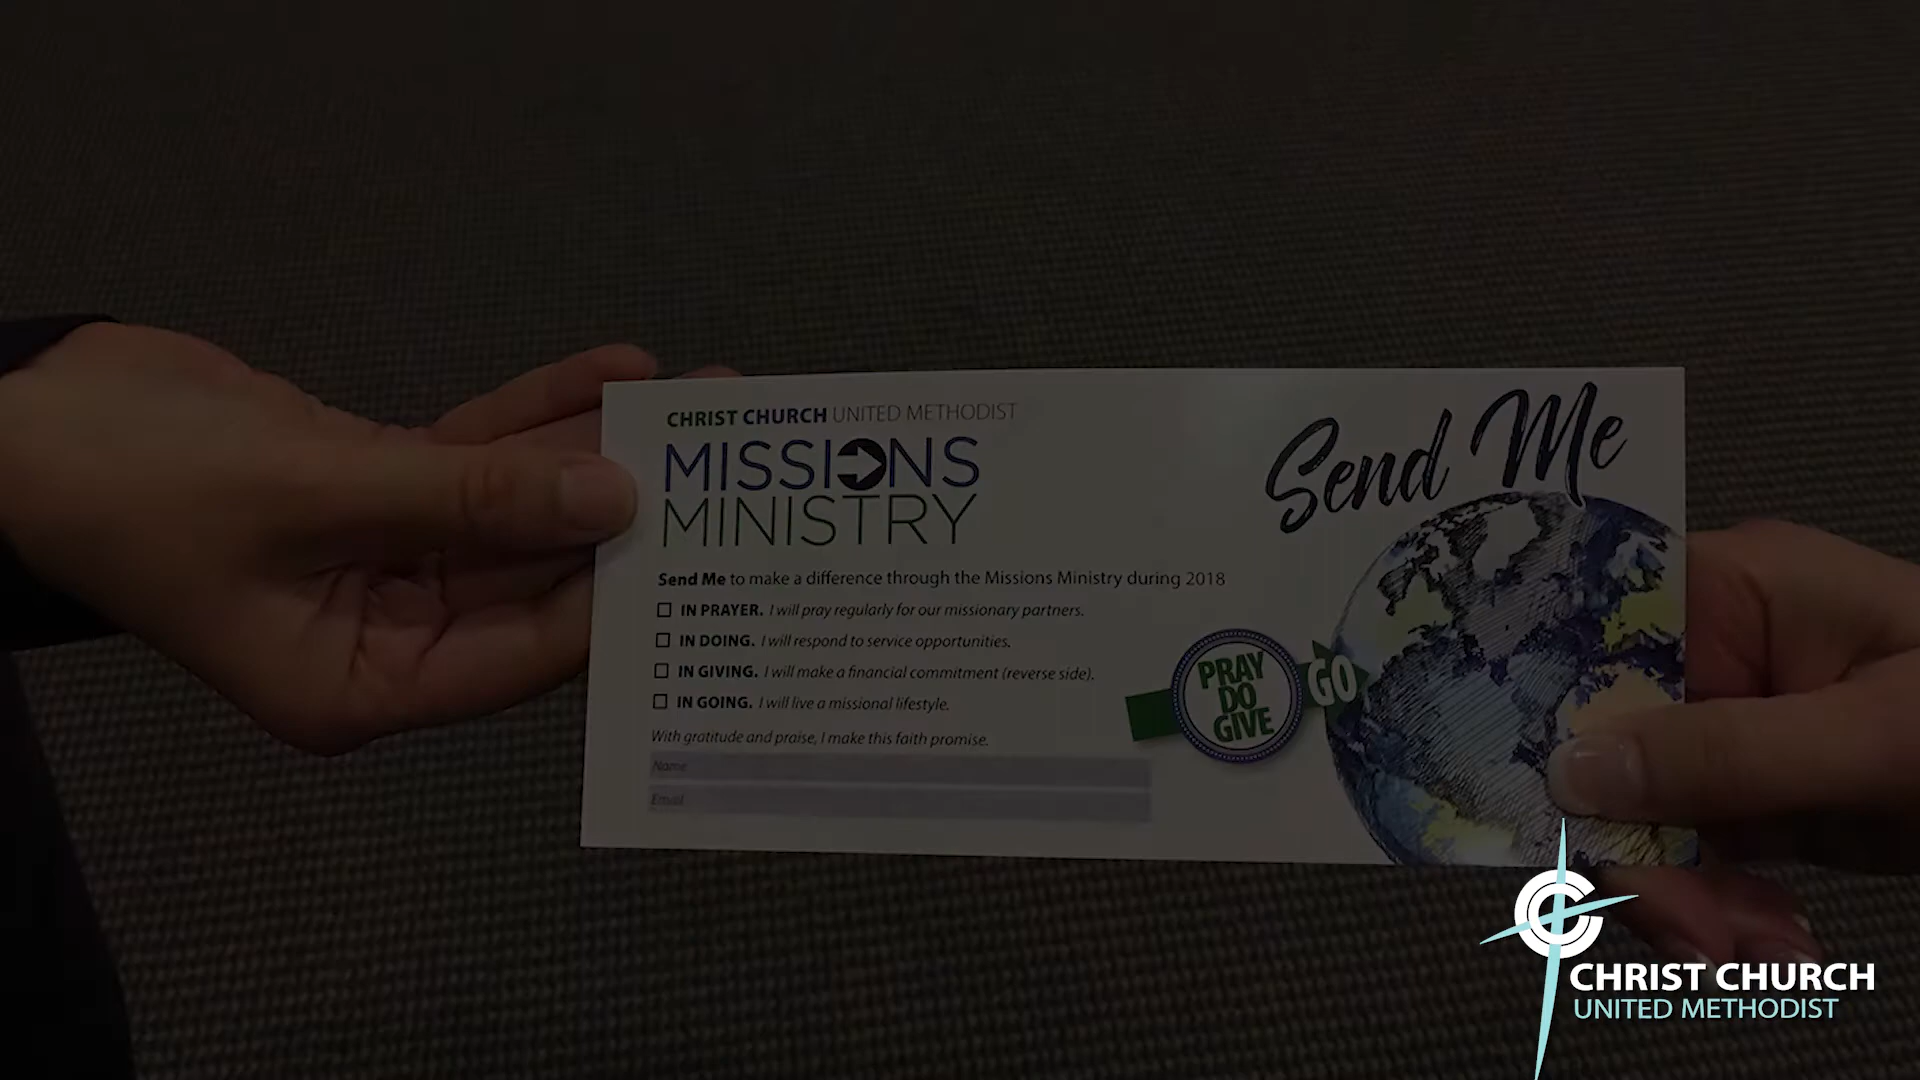 CHRIST CHURCH UNITED METHODIST
MISSIONS
MINISTRY
Send Me
Send Me to make a difference through the Missions Ministry during 2018
IN PRAYER. I will pray regularly for our missionary partners.
IN DOING. I will respond to service opportunities.
IN GIVING. I will make a financial commitment (reverse side).
IN GOING. I will live a missional lifestyle.
With gratitude and praise, I make this faith promise.
Name
Email
PRAY
DO
GIVE
GO
CHRIST CHURCH
UNITED METHODIST